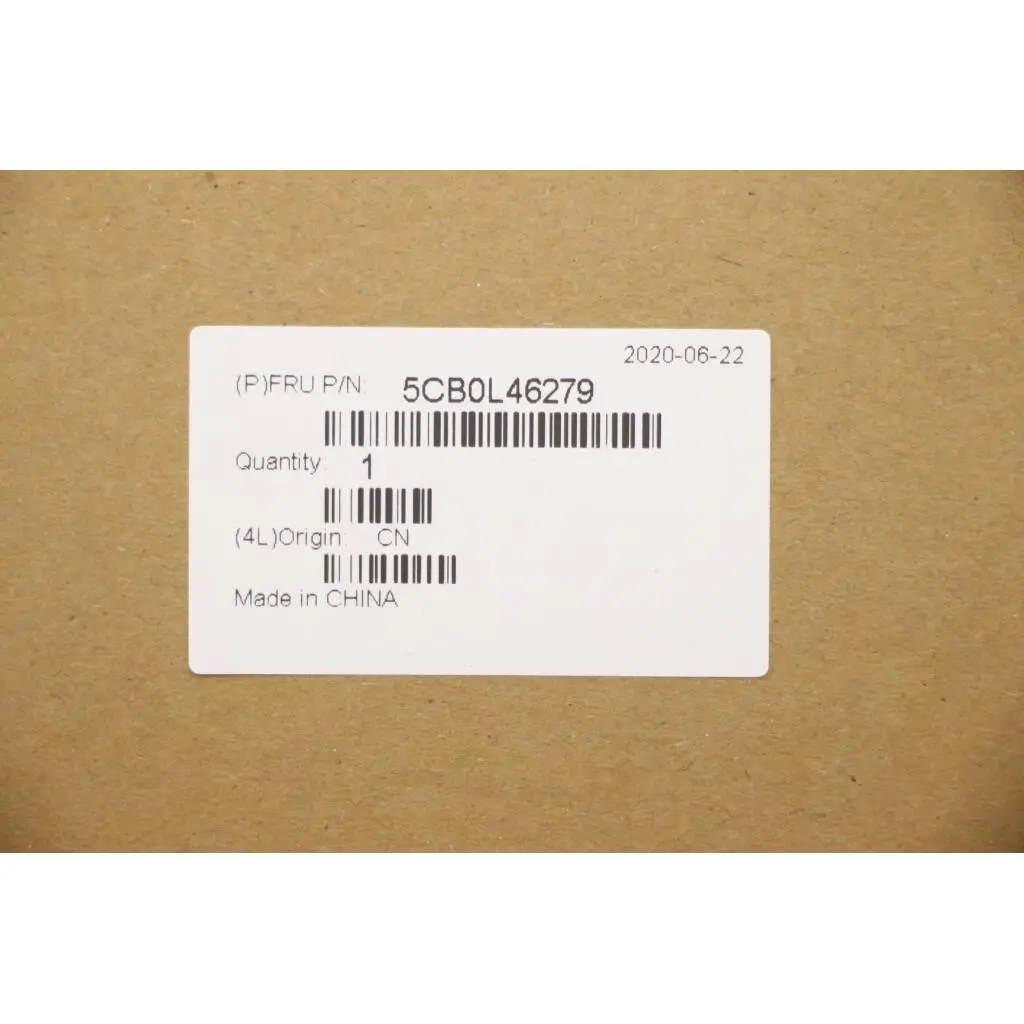 2020-06-22
(P)FRU P/N: 5CB0L46279
Quantity: 1
(4L)Origin: CN
Made in CHINA